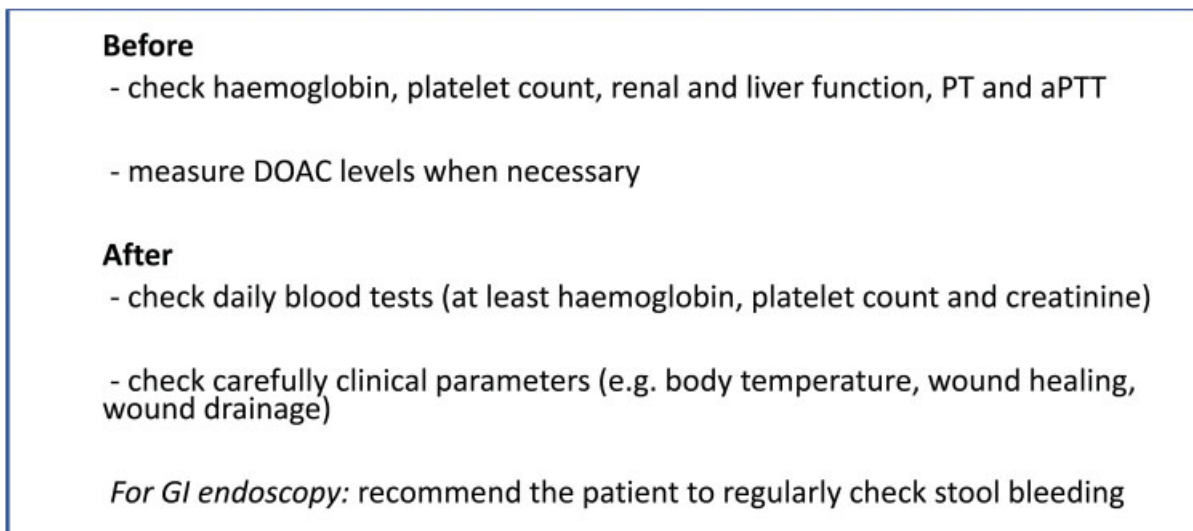 Before
- check haemoglobin, platelet count, renal and liver function, PT and aPTT
- measure DOAC levels when necessary
After
- check daily blood tests (at least haemoglobin, platelet count and creatinine)
- check carefully clinical parameters (e.g. body temperature, wound healing,
wound drainage)
For GI endoscopy: recommend the patient to regularly check stool bleeding